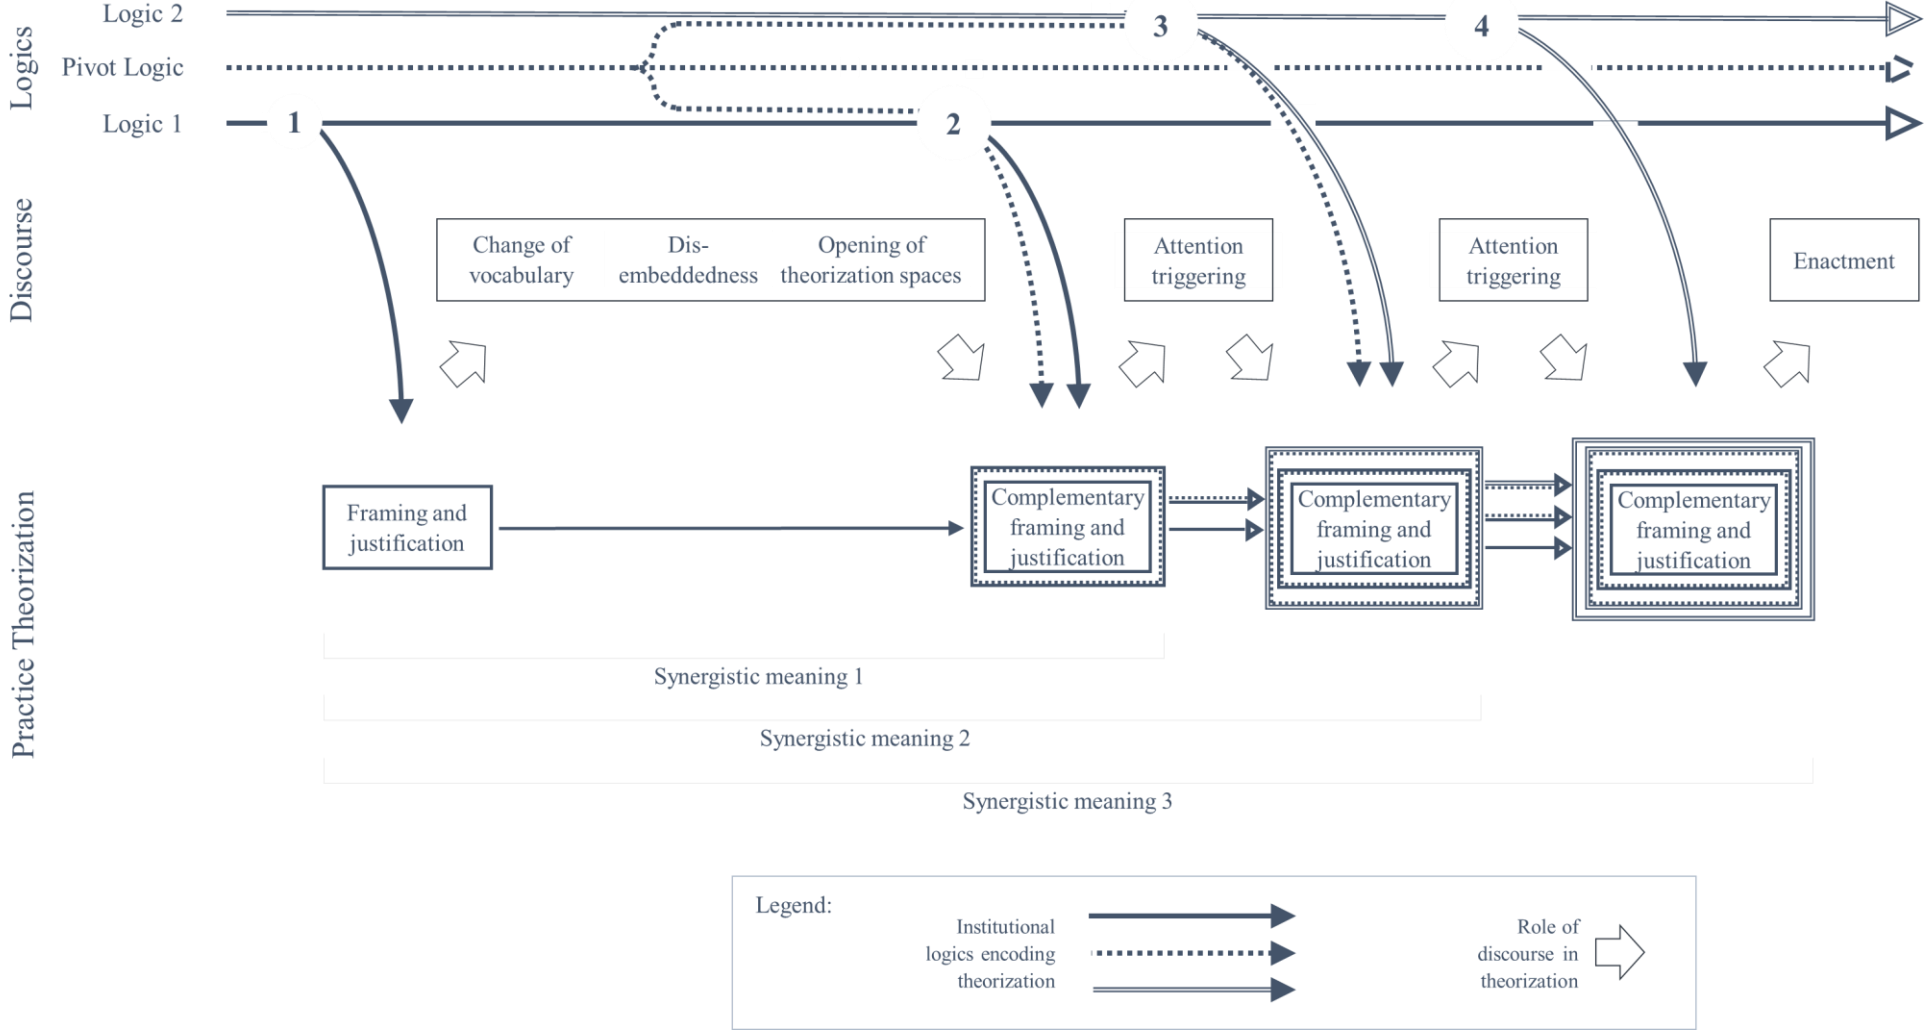 Logics
Logic 2
Pivot Logic
Logic 1
1
2
3
4
Discourse
Change of
vocabulary
Dis-
embeddedness
Opening of
theorization spaces
Attention
triggering
Attention
triggering
Enactment
Practice Theorization
Framing and
justification
Complementary
framing and
justification
Complementary
framing and
justification
Complementary
framing and
justification
Synergistic meaning 1
Synergistic meaning 2
Synergistic meaning 3
Legend:
Institutional
logics encoding
theorization
Role of
discourse in
theorization